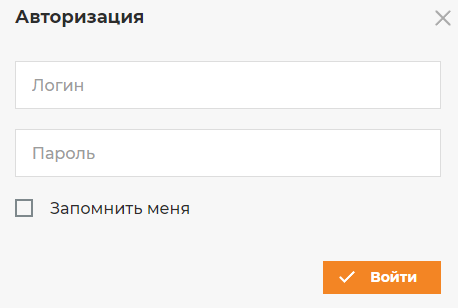 Авторизация
Логин
Пароль
Запомнить меня
Войти